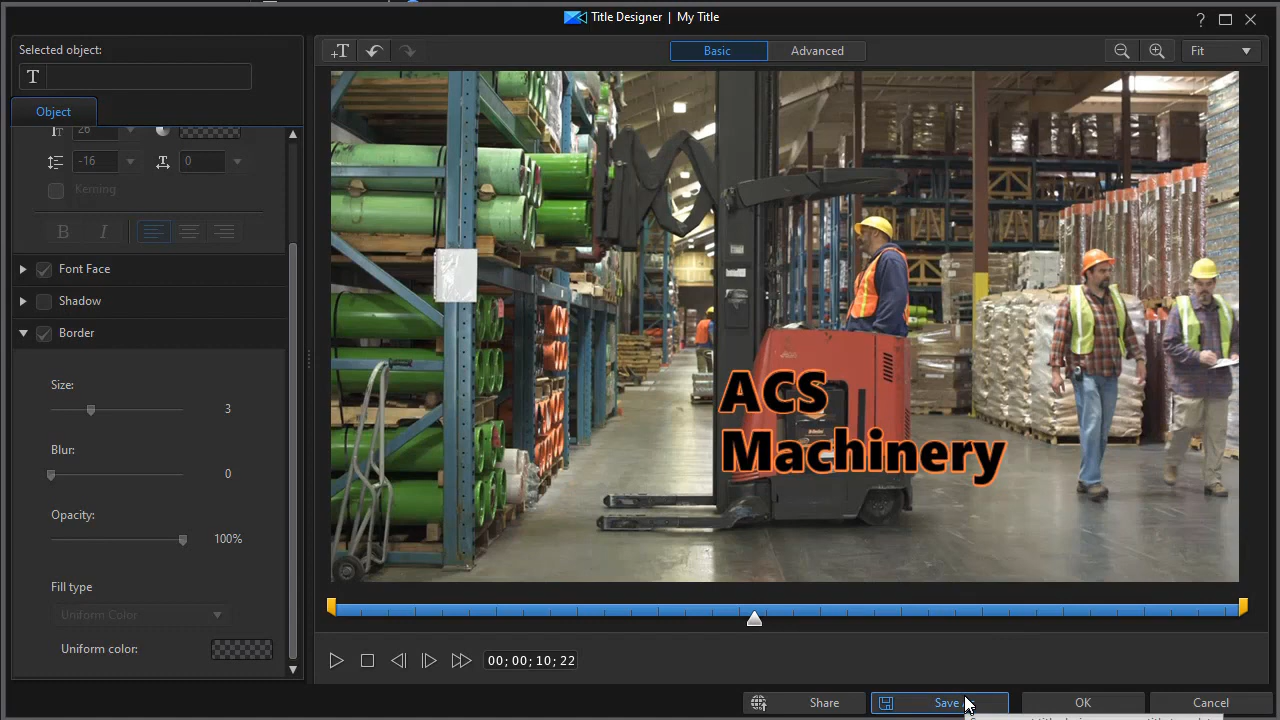 Title Designer | My Title
?
Selected object:
T
T
Basic
Advanced
Fit
Object
26
-16
0
Kerning
B I
Font Face
Shadow
Border
Size:
3
Blur:
0
Opacity:
100%
Fill type
Uniform Color
Uniform color:
ACS
Machinery
00;00;10;22
Share
Save
OK
Cancel